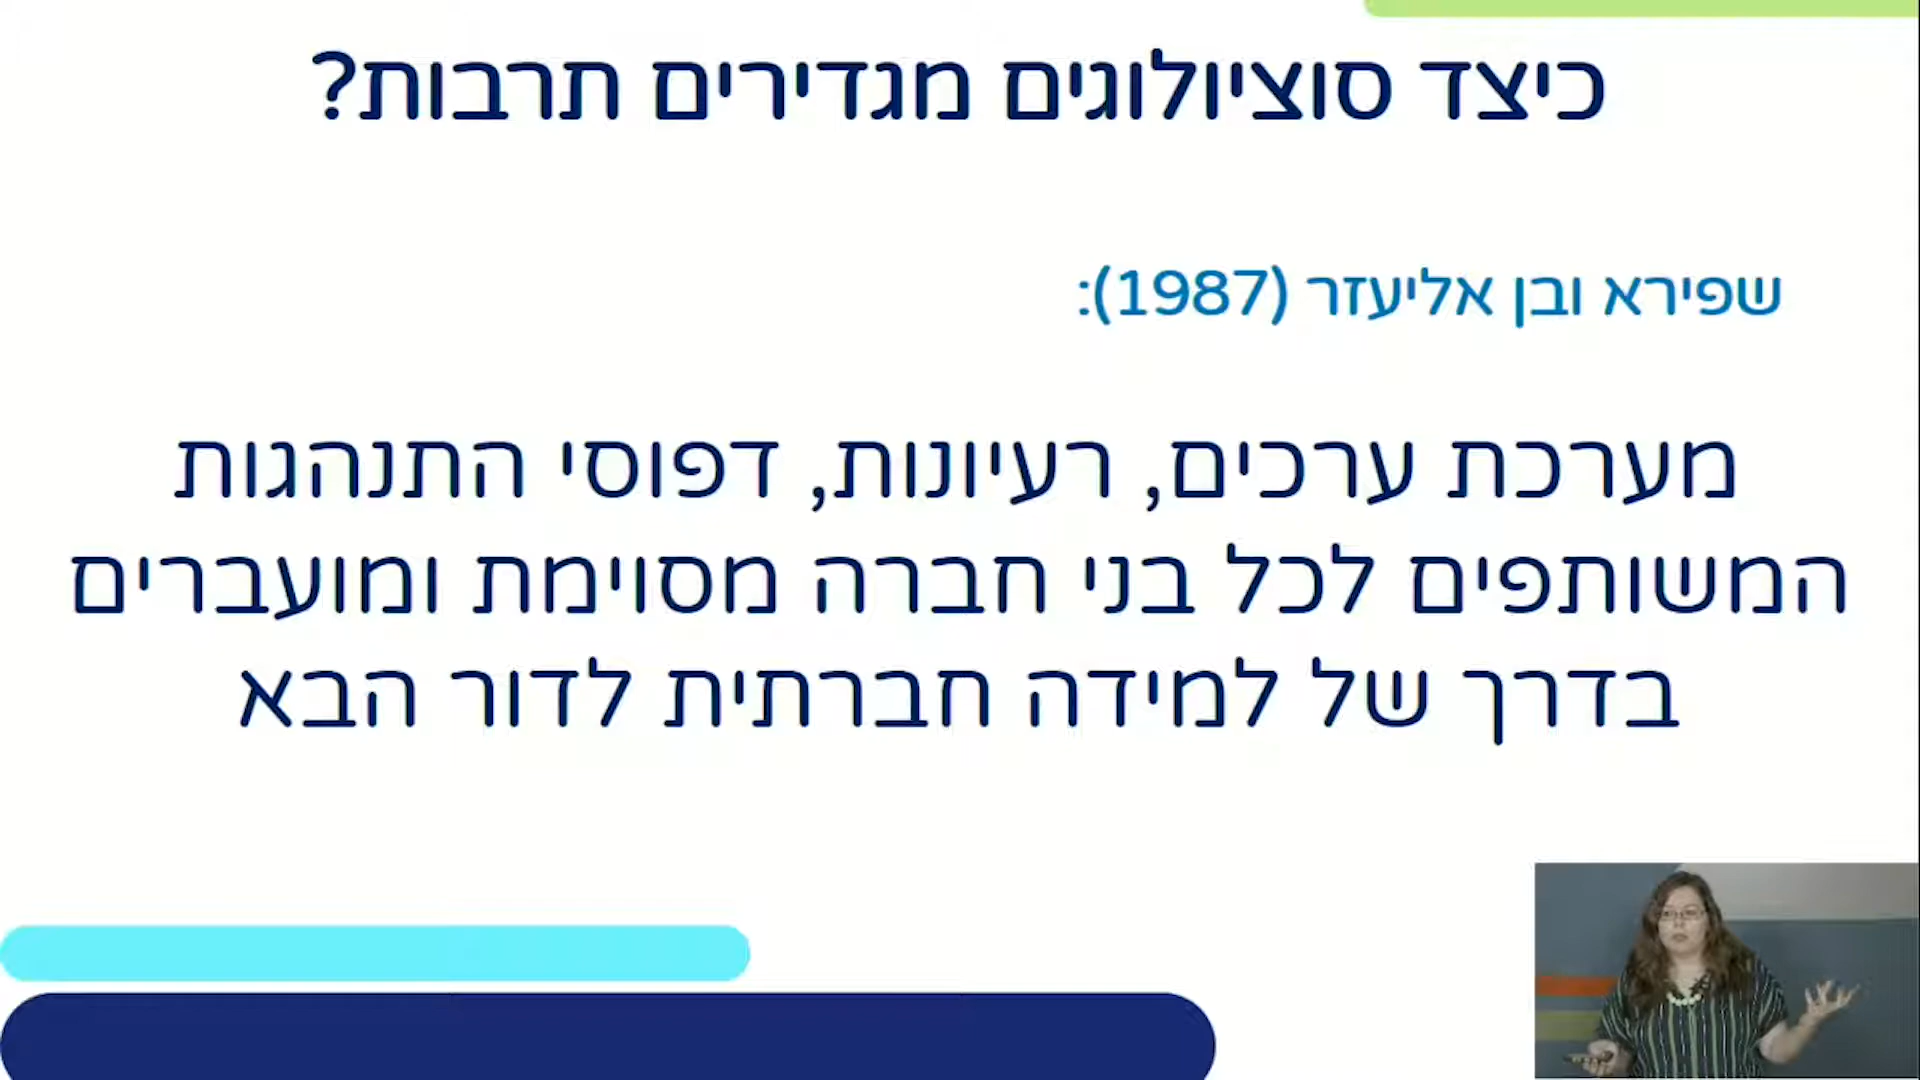 כיצד סוציולוגים מגדירים תרבות?
שפירא ובן אליעזר (1987):
מערכת ערכים, רעיונות, דפוסי התנהגות
המשותפים לכל בני חברה מסוימת ומועברים
בדרך של למידה חברתית לדור הבא